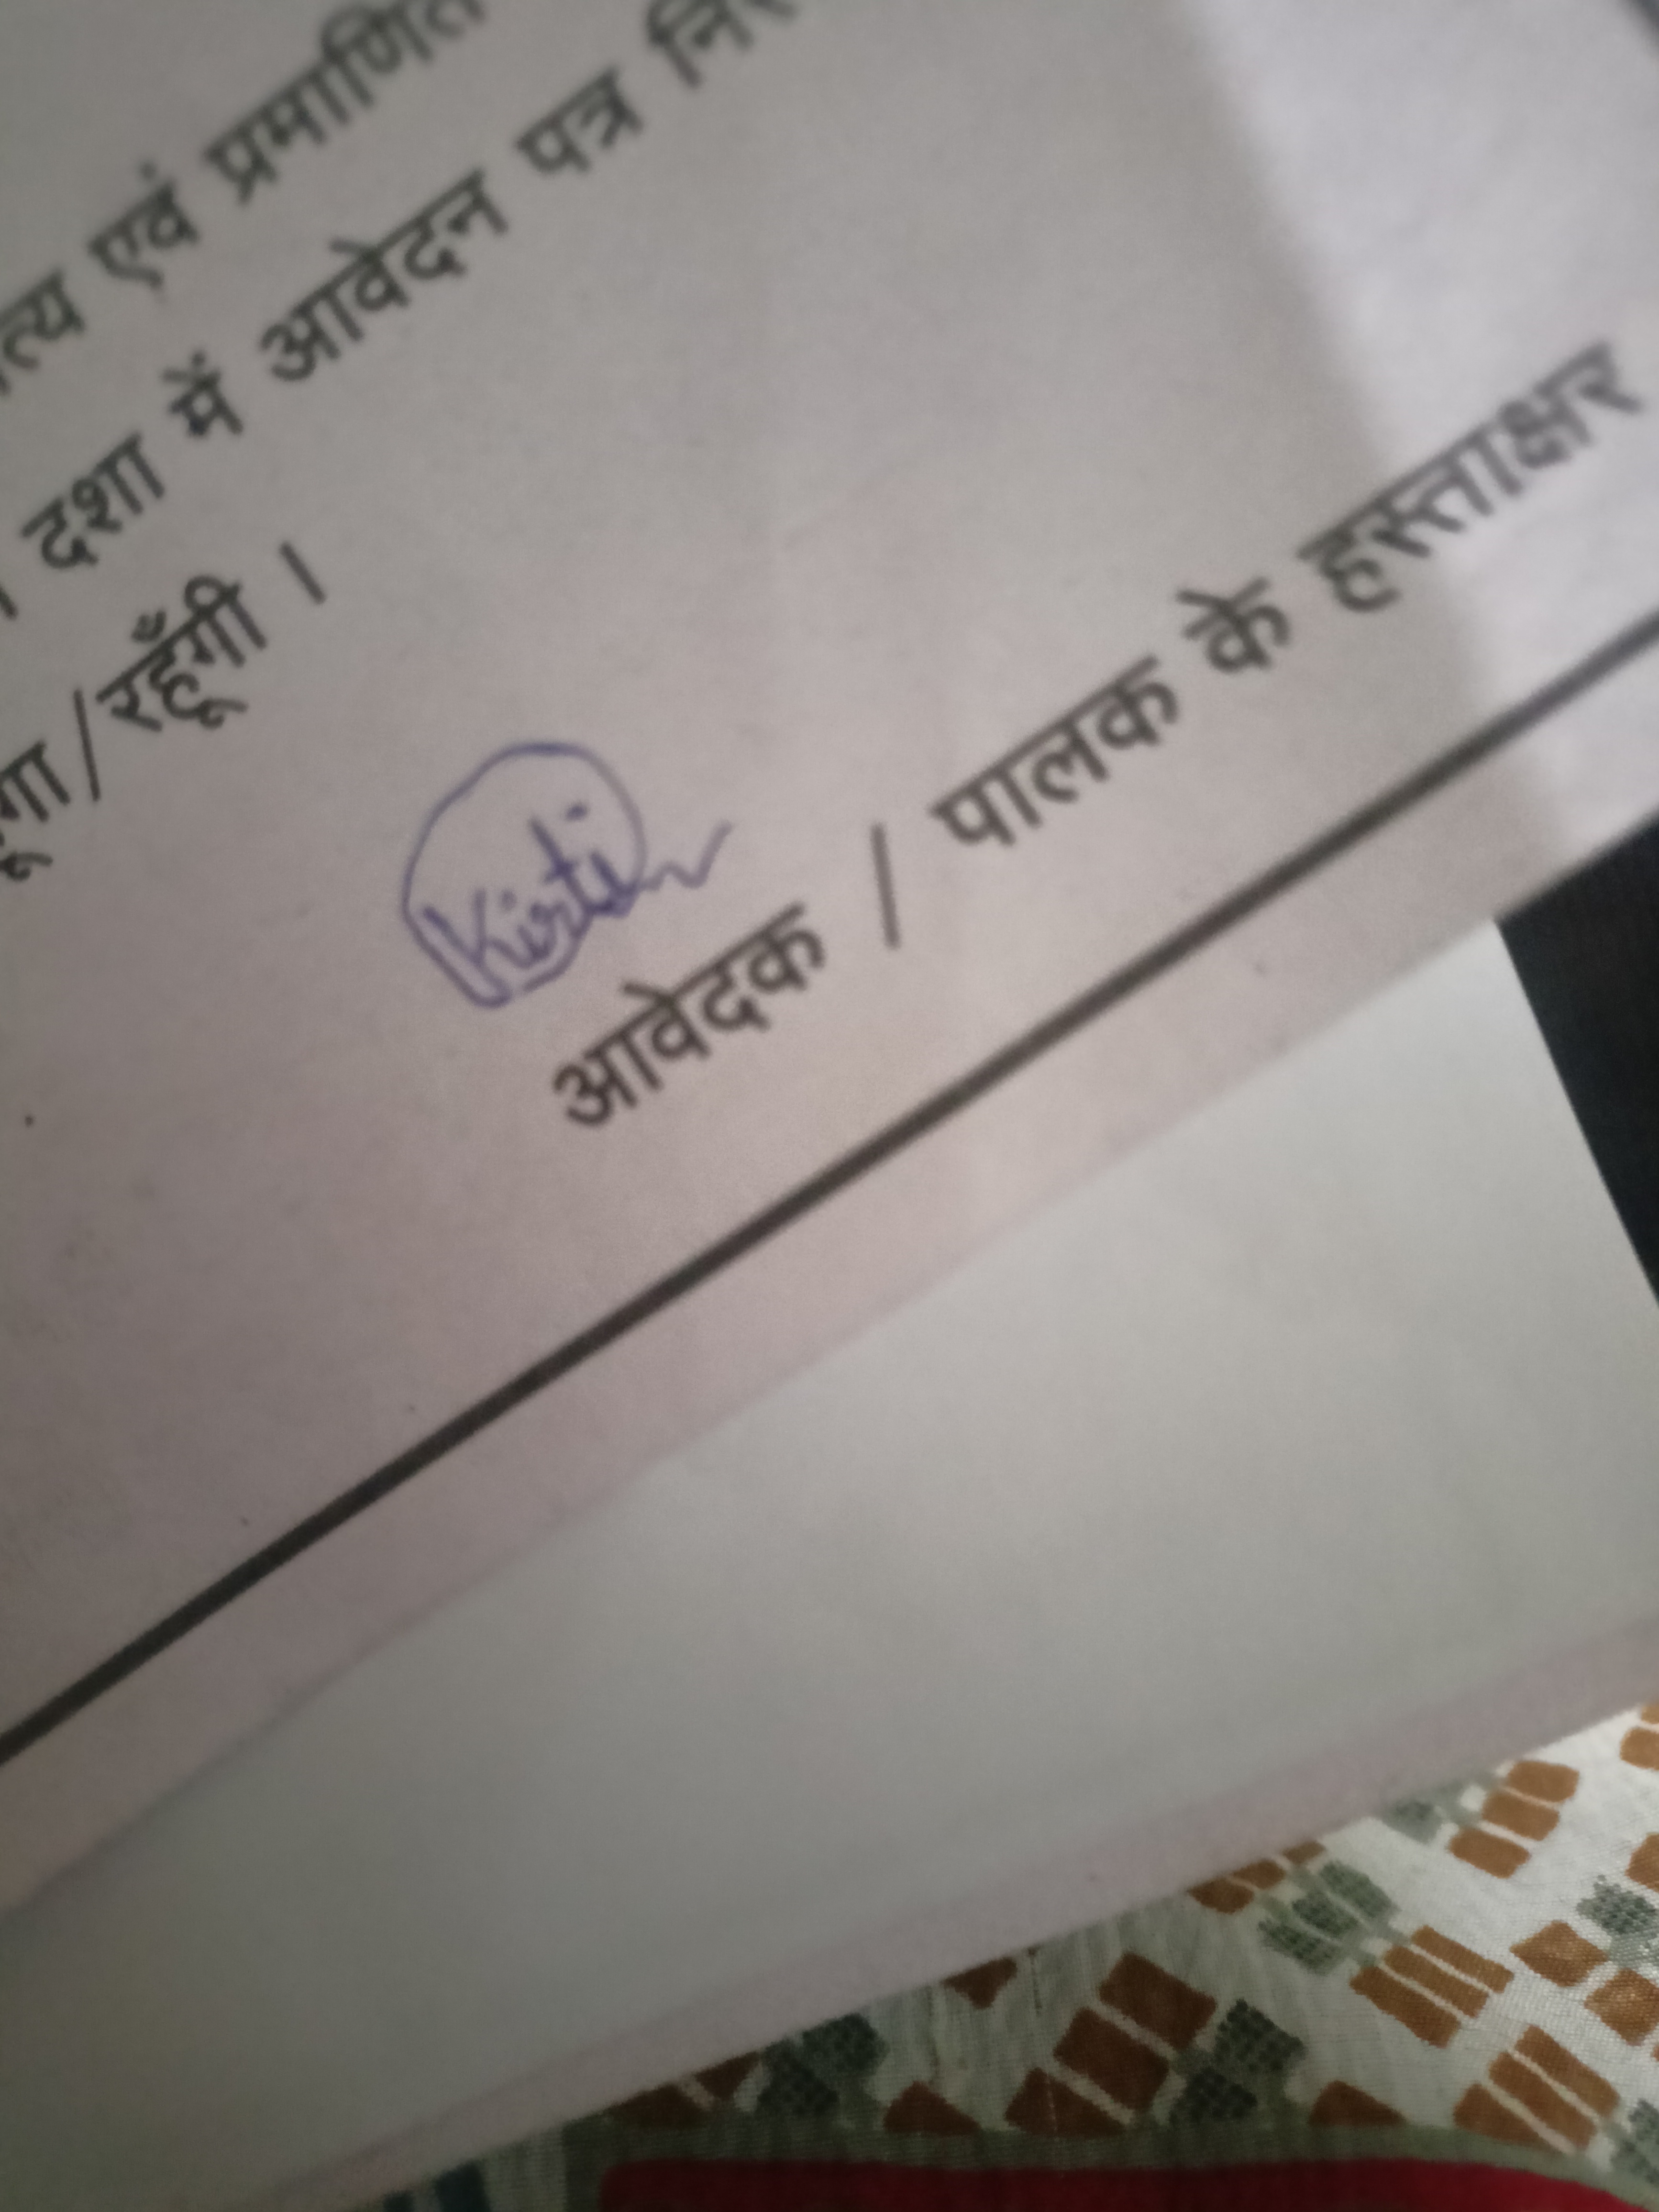 त्य एवं प्रमाणित
दशा में आवेदन पत्र
/रहूँगी ।
Kirti
आवेदक / पालक के हस्ताक्षर